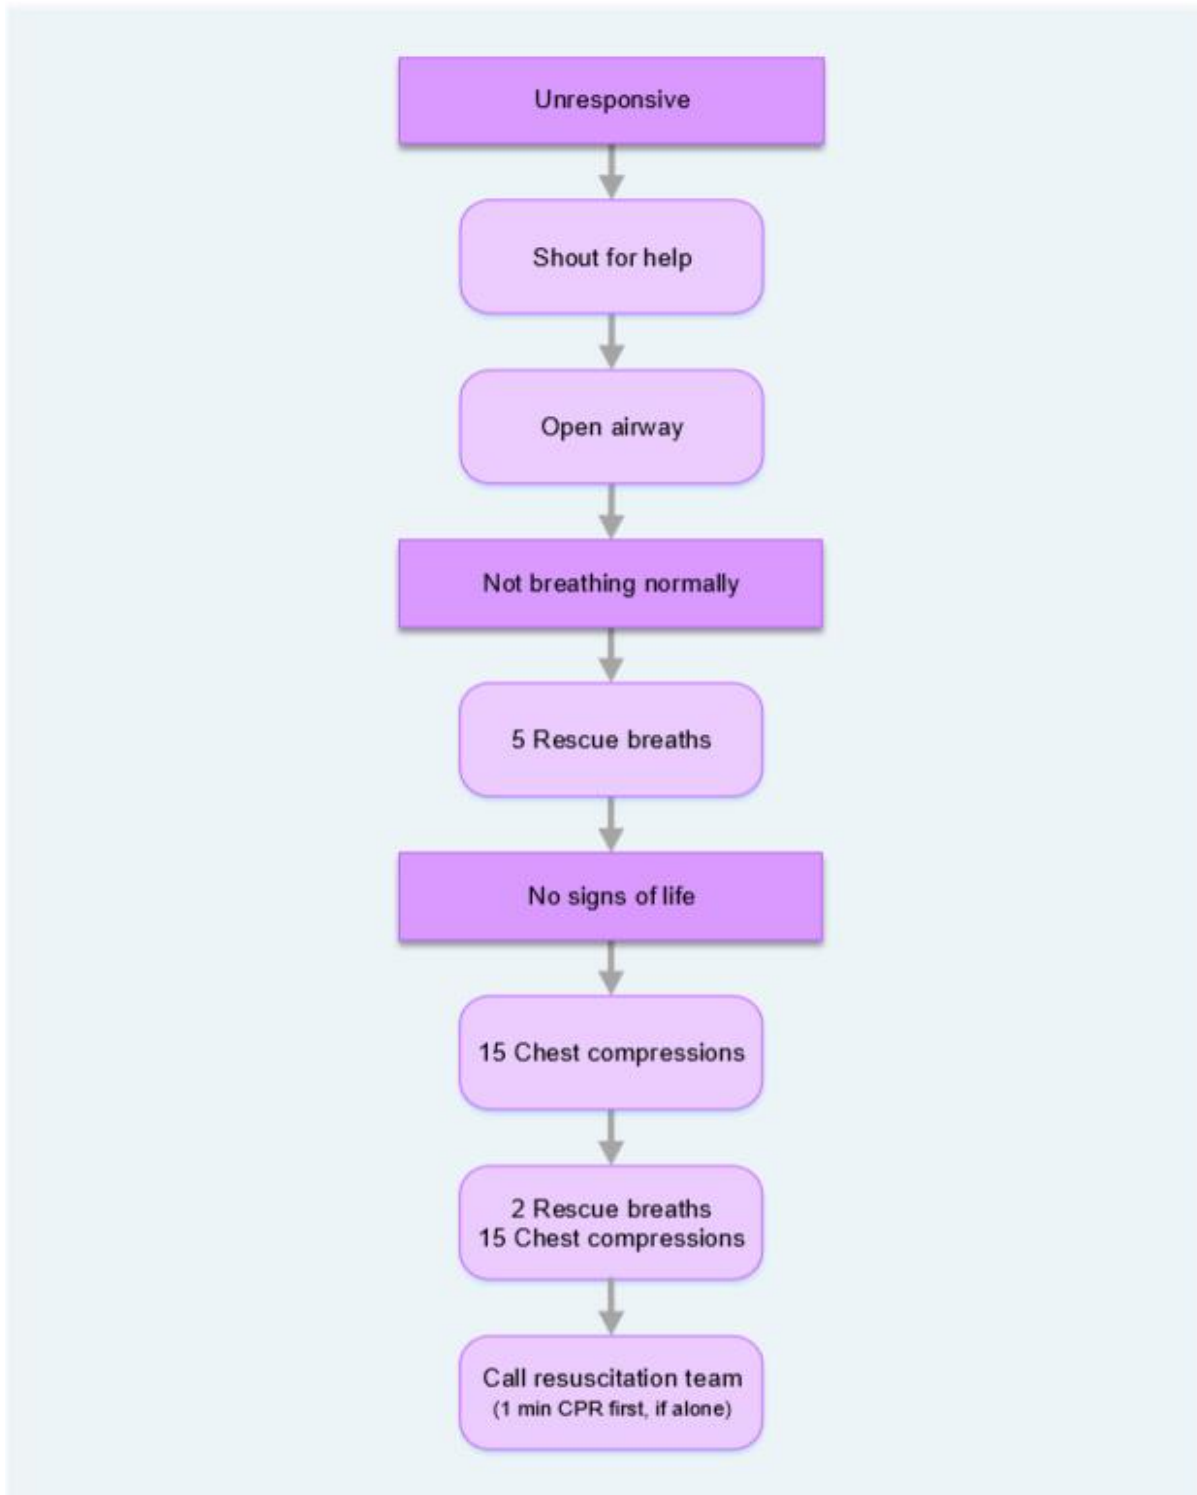 Unresponsive
Shout for help
Open airway
Not breathing normally
5 Rescue breaths
No signs of life
15 Chest compressions
2 Rescue breaths
15 Chest compressions
Call resuscitation team
(1 min CPR first, if alone)